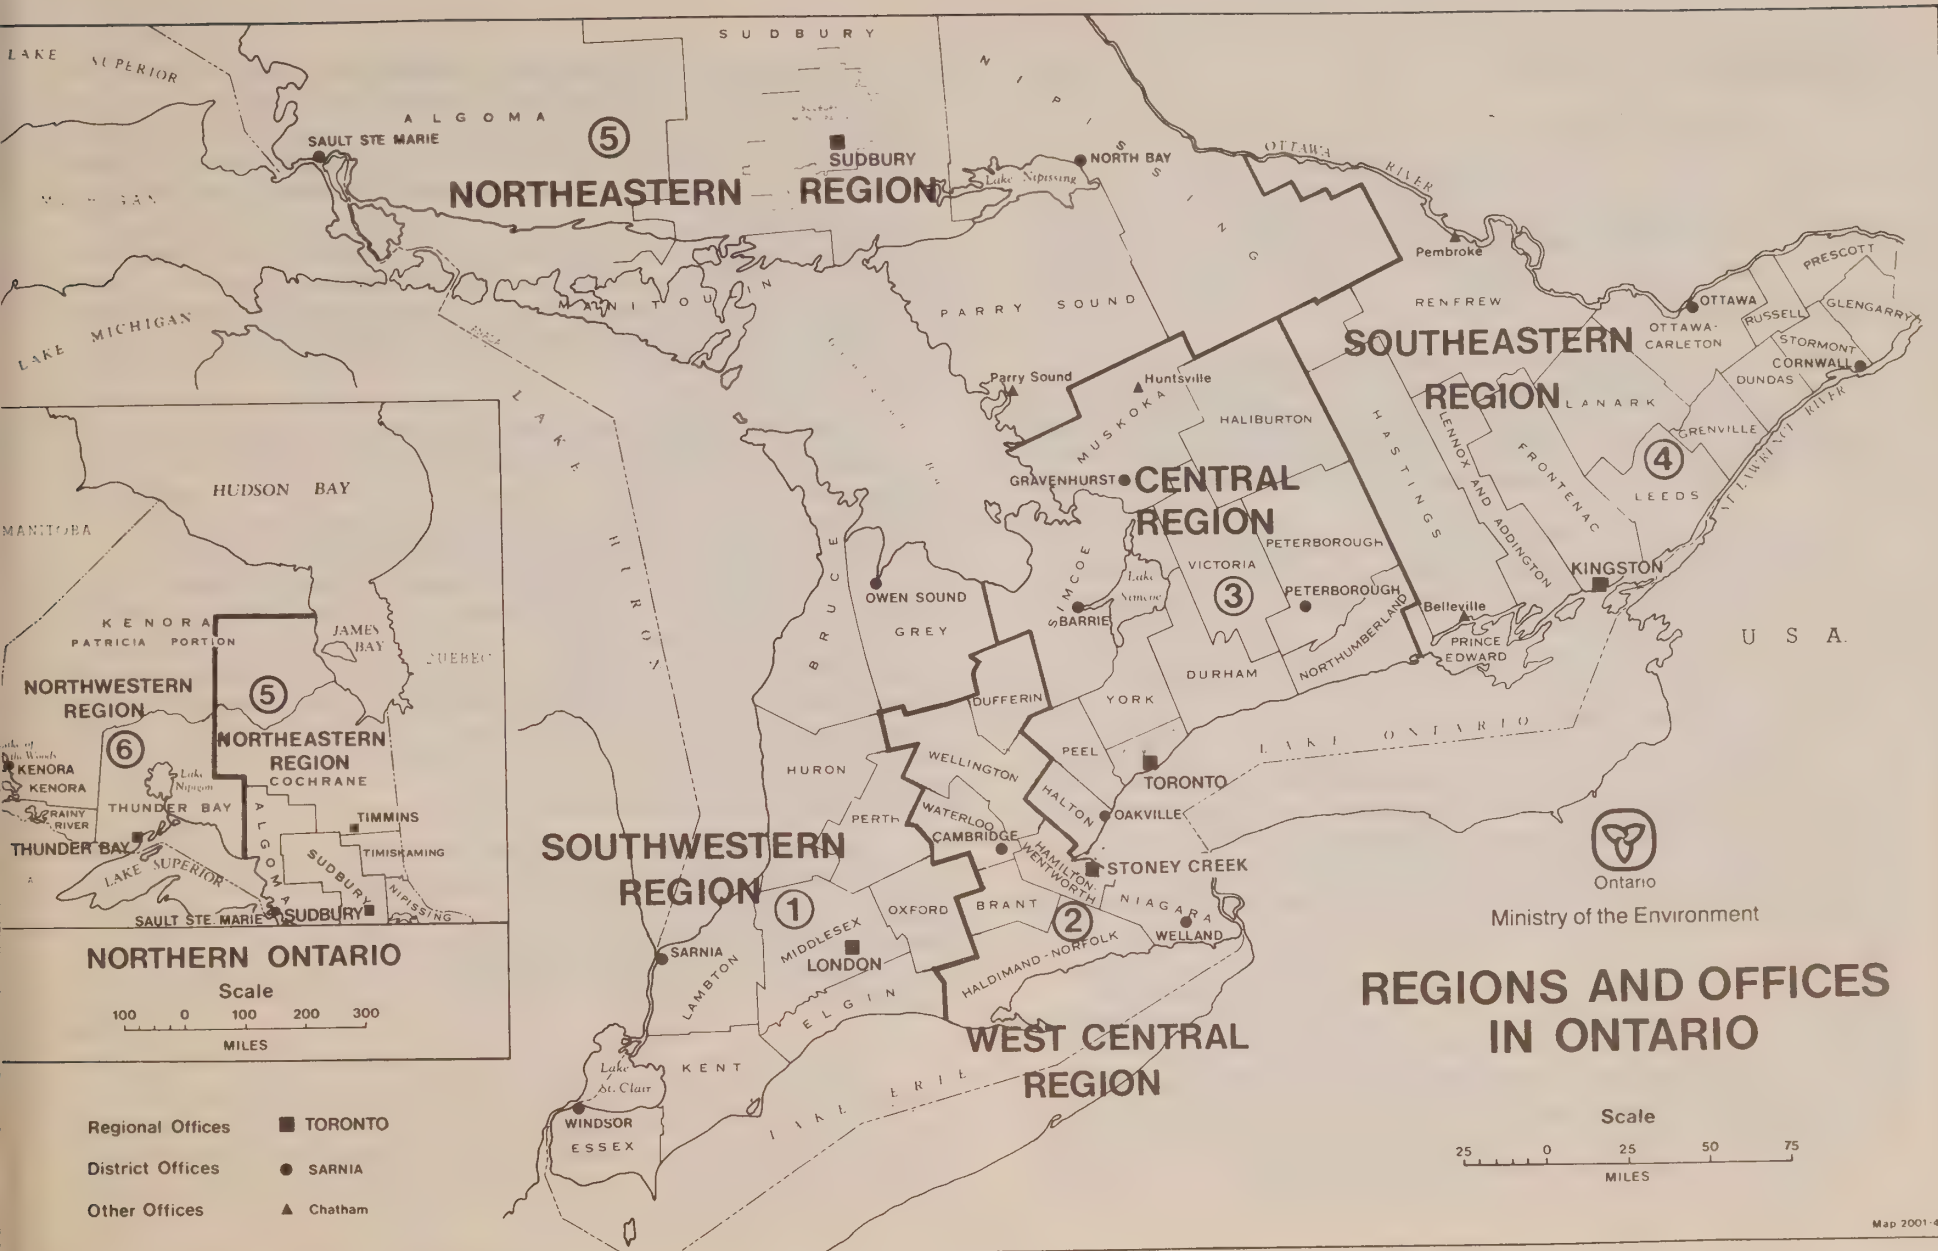 LAKE SUPERIOR
SUDBURY
NIPISSING
ALGOMA
SAULT STE MARIE
5
SUDBURY
NORTH BAY
OTTAWA RIVER
Lake Nipissing
NORTHEASTERN REGION
Pembroke
PRESCOTT
MANITOULIN
PARRY SOUND
RENFREW
OTTAWA
GLENGARRY
RUSSELL
LAKE MICHIGAN
OTTAWA-
CARLETON
SOUTHEASTERN
REGION
STORMONT
CORNWALL
DUNDAS
Parry Sound
Huntsville
MUSKOKA
HALIBURTON
HASTINGS
LENNOX AND ADDINGTON
FRONTENAC
LANARK
GRENVILLE
4
LEEDS
ST LAWRENCE RIVER
LAKE HURON
GRAVENHURST
CENTRAL
REGION
PETERBOROUGH
VICTORIA
3
PETERBOROUGH
KINGSTON
BRUCE
OWEN SOUND
GREY
SIMCOE
Lake
Simcoe
BARRIE
NORTHUMBERLAND
Belleville
PRINCE
EDWARD
U S A.
DURHAM
YORK
DUFFERIN
PEEL
LAKE ONTARIO
TORONTO
HURON
WELLINGTON
HALTON
OAKVILLE
PERTH
WATERLOO
CAMBRIDGE
HAMILTON-
WENTWORTH
STONEY CREEK
SOUTHWESTERN
REGION
1
OXFORD
BRANT
2
NIAGARA
WELLAND
MIDDLESEX
LONDON
HALDIMAND-NORFOLK
SARNIA
LAMBTON
ELGIN
WEST CENTRAL
REGION
KENT
LAKE ERIE
Lake
St. Clair
WINDSOR
ESSEX
HUDSON BAY
MANITOBA
KENORA
PATRICIA PORTION
JAMES
BAY
QUEBEC
NORTHWESTERN
REGION
5
6
NORTHEASTERN
REGION
COCHRANE
Lake of
the Woods
KENORA
KENORA
Lake
Nipigon
THUNDER BAY
RAINY
RIVER
ALGOMA
TIMMINS
THUNDER BAY
TIMISKAMING
LAKE SUPERIOR
SUDBURY
NIPISSING
SAULT STE. MARIE
SUDBURY
NORTHERN ONTARIO
Scale
100 0 100 200 300
MILES
Regional Offices TORONTO
District Offices SARNIA
Other Offices Chatham
Ontario
Ministry of the Environment
REGIONS AND OFFICES
IN ONTARIO
Scale
25 0 25 50 75
MILES